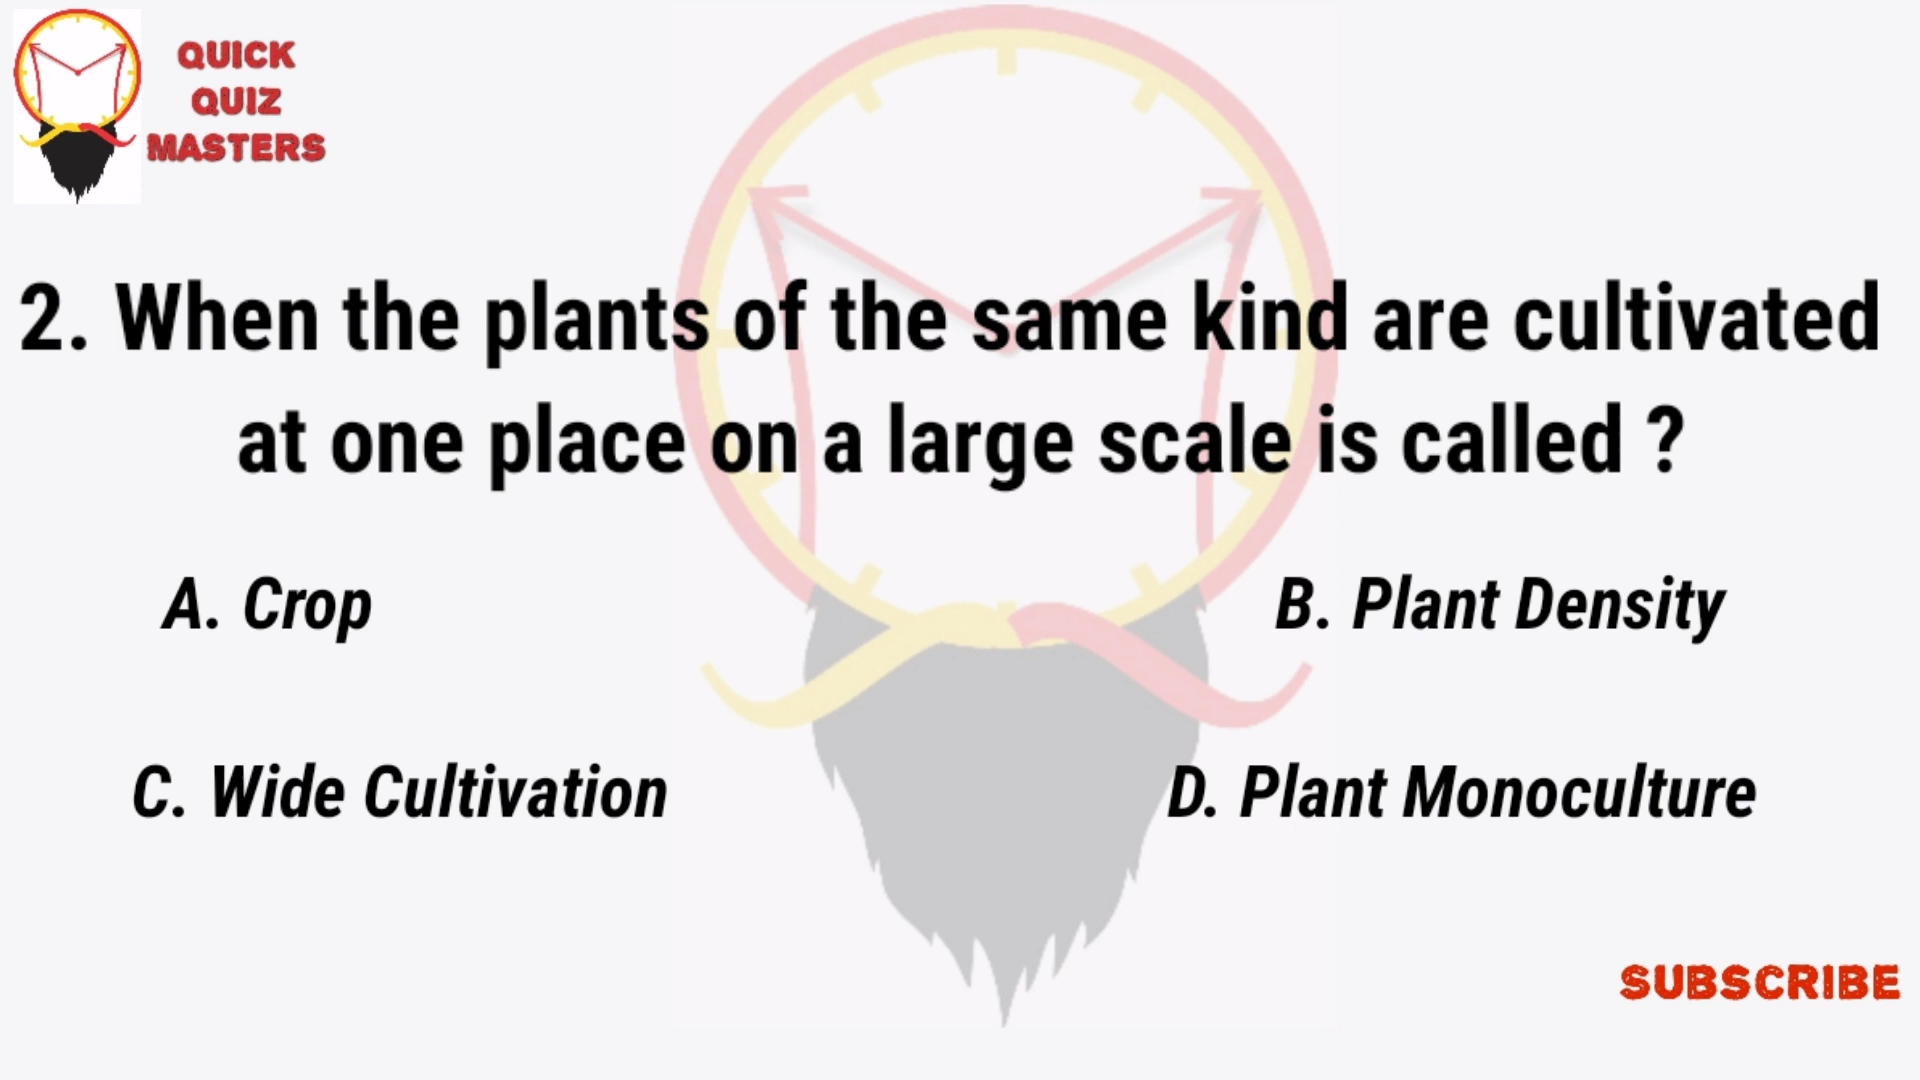 QUICK
QUIZ
MASTERS
2. When the plants of the same kind are cultivated
at one place on a large scale is called ?
A. Crop
B. Plant Density
C. Wide Cultivation
D. Plant Monoculture
SUBSCRIBE